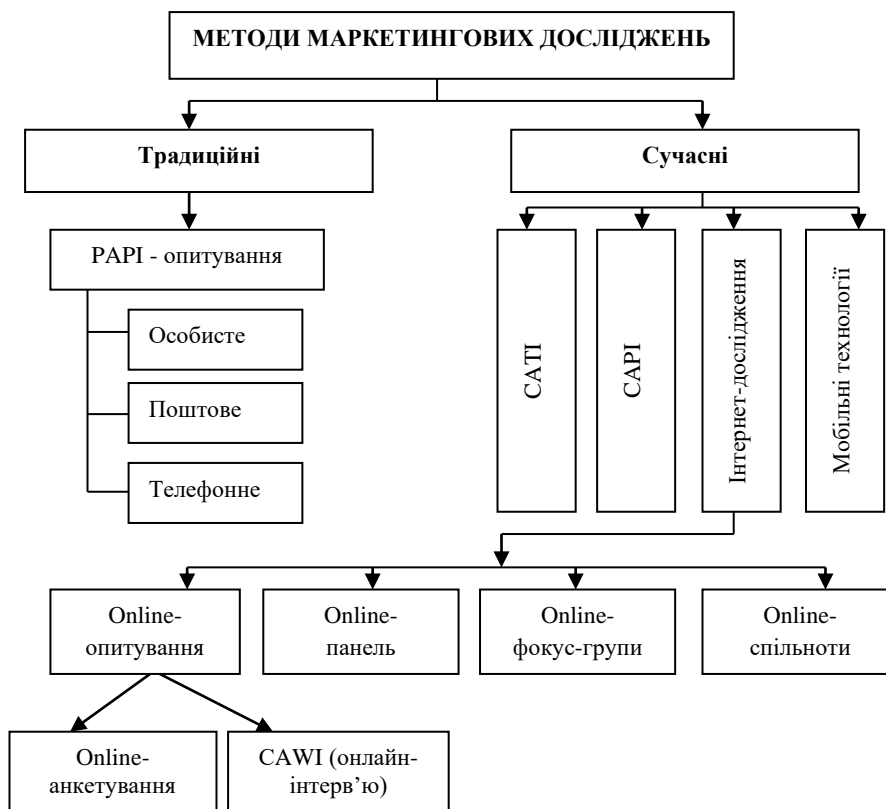 МЕТОДИ МАРКЕТИНГОВИХ ДОСЛІДЖЕНЬ
Традиційні
Сучасні
PAPI - опитування
Особисте
Поштове
Телефонне
CATI
CAPI
Інтернет-дослідження
Мобільні технології
Online-
опитування
Online-
панель
Online-
фокус-групи
Online-
спільноти
Online-
анкетування
CAWI (онлайн-
інтерв’ю)